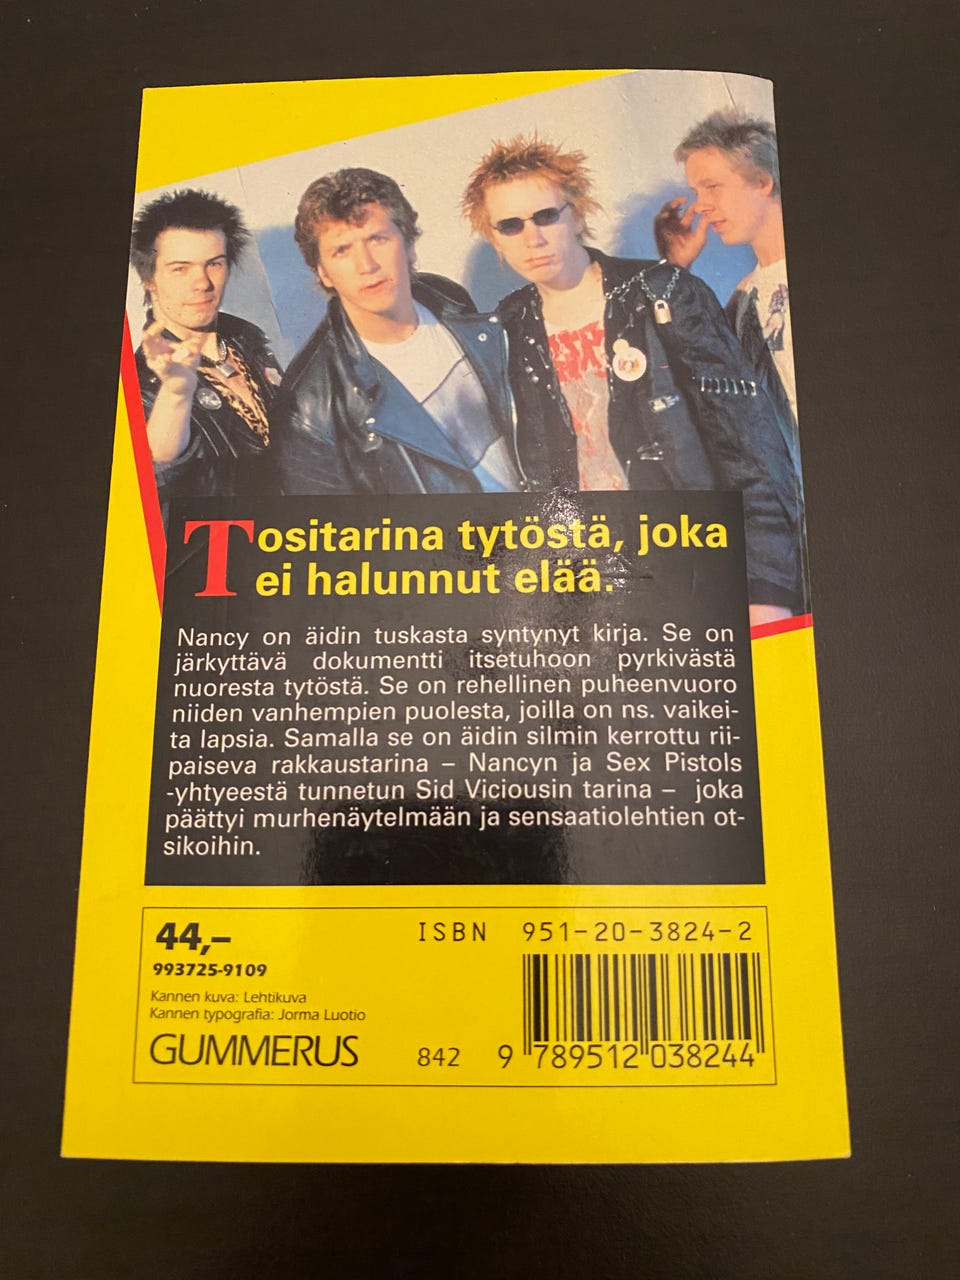 Tositarina tytöstä, joka
ei halunnut elää.
Nancy on äidin tuskasta syntynyt kirja. Se on
järkyttävä dokumentti itsetuhoon pyrkivästä
nuoresta tytöstä. Se on rehellinen puheenvuoro
niiden vanhempien puolesta, joilla on ns. vaikei-
ta lapsia. Samalla se on äidin silmin kerrottu rii-
paiseva rakkaustarina – Nancyn ja Sex Pistols
-yhtyeestä tunnetun Sid Viciousin tarina – joka
päättyi murhenäytelmään ja sensaatiolehtien ot-
sikoihin.
44,–
993725-9109
Kannen kuva: Lehtikuva
Kannen typografia: Jorma Luotio
GUMMERUS
842
ISBN 951-20-3824-2
9 789512 038244